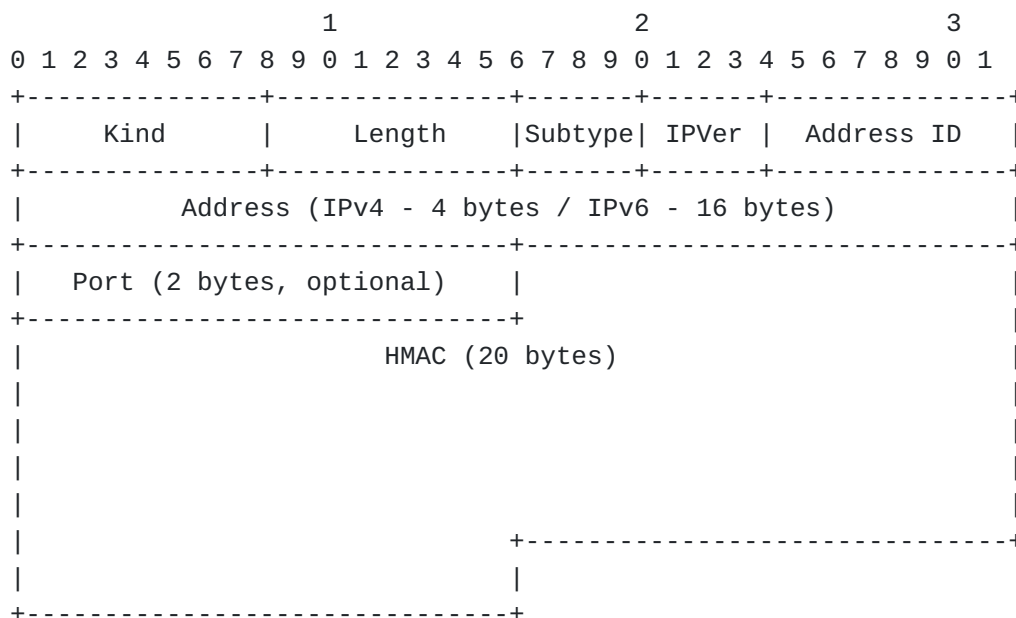 1                   2                   3
0 1 2 3 4 5 6 7 8 9 0 1 2 3 4 5 6 7 8 9 0 1 2 3 4 5 6 7 8 9 0 1
+---------------+---------------+-------+-------+---------------+
|     Kind      |     Length    |Subtype| IPVer |  Address ID   |
+---------------+---------------+-------+-------+---------------+
|          Address (IPv4 - 4 bytes / IPv6 - 16 bytes)           |
+-------------------------------+-------------------------------+
|   Port (2 bytes, optional)    |                               |
+-------------------------------+                               |
|                       HMAC (20 bytes)                         |
|                                                               |
|                                                               |
|                                                               |
|                                                               |
|                               +-------------------------------+
|                               |
+-------------------------------+